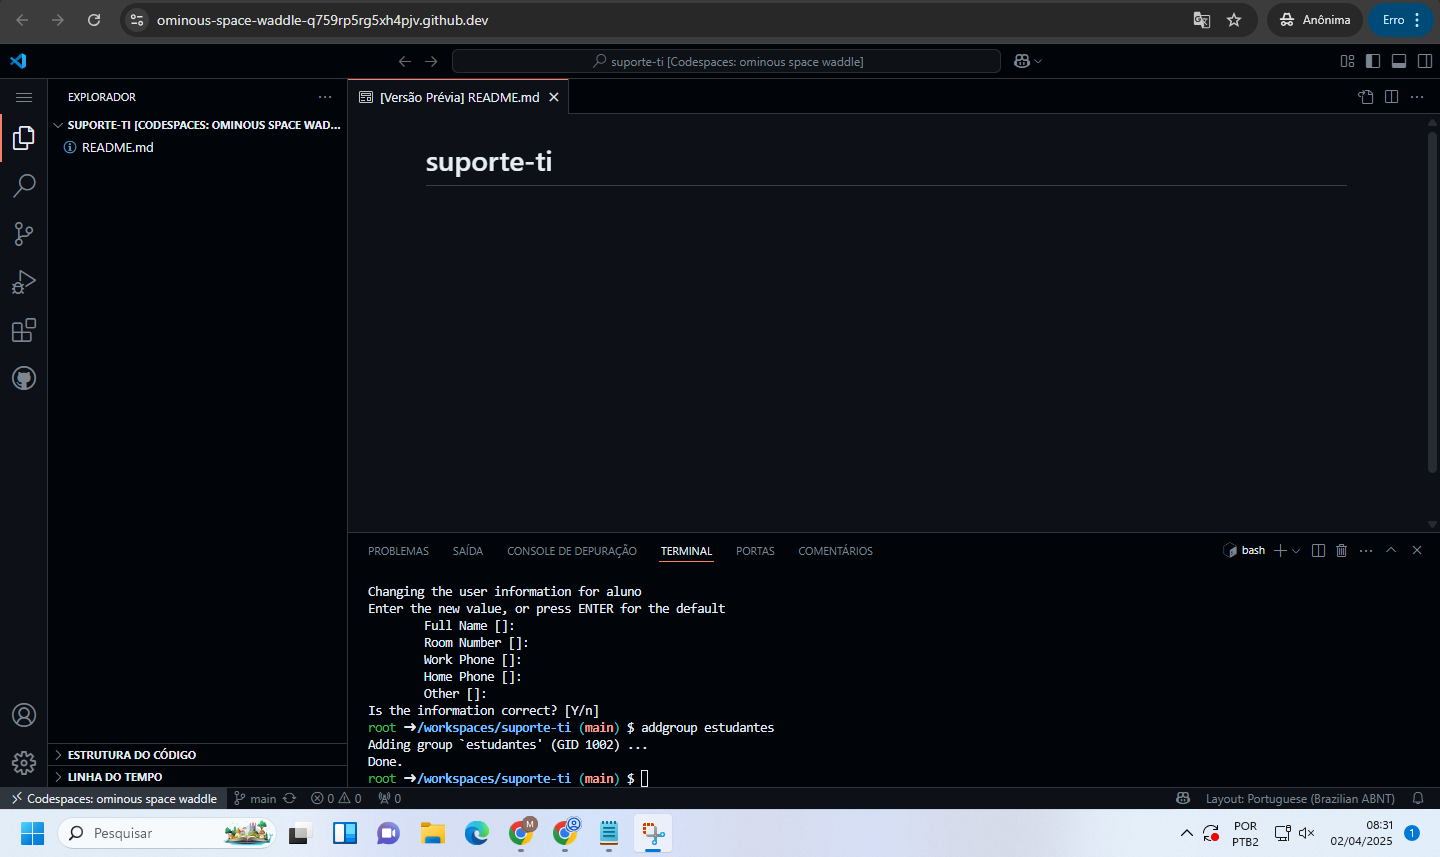 ominous-space-waddle-q759rp5rg5xh4pjv.github.dev
Anônima
Erro
suporte-ti [Codespaces: ominous space waddle]
EXPLORADOR
SUPORTE-TI [CODESPACES: OMINOUS SPACE WAD...
README.md
[Versão Prévia] README.md
suporte-ti
PROBLEMAS
SAÍDA
CONSOLE DE DEPURAÇÃO
TERMINAL
PORTAS
COMENTÁRIOS
bash
Changing the user information for aluno
Enter the new value, or press ENTER for the default
Full Name []:
Room Number []:
Work Phone []:
Home Phone []:
Other []:
Is the information correct? [Y/n]
root ➜/workspaces/suporte-ti (main) $ addgroup estudantes
Adding group `estudantes' (GID 1002) ...
Done.
root ➜/workspaces/suporte-ti (main) $
ESTRUTURA DO CÓDIGO
LINHA DO TEMPO
Codespaces: ominous space waddle
main
0
0
0
Layout: Portuguese (Brazilian ABNT)
Pesquisar
M
POR
PTB2
08:31
02/04/2025
1